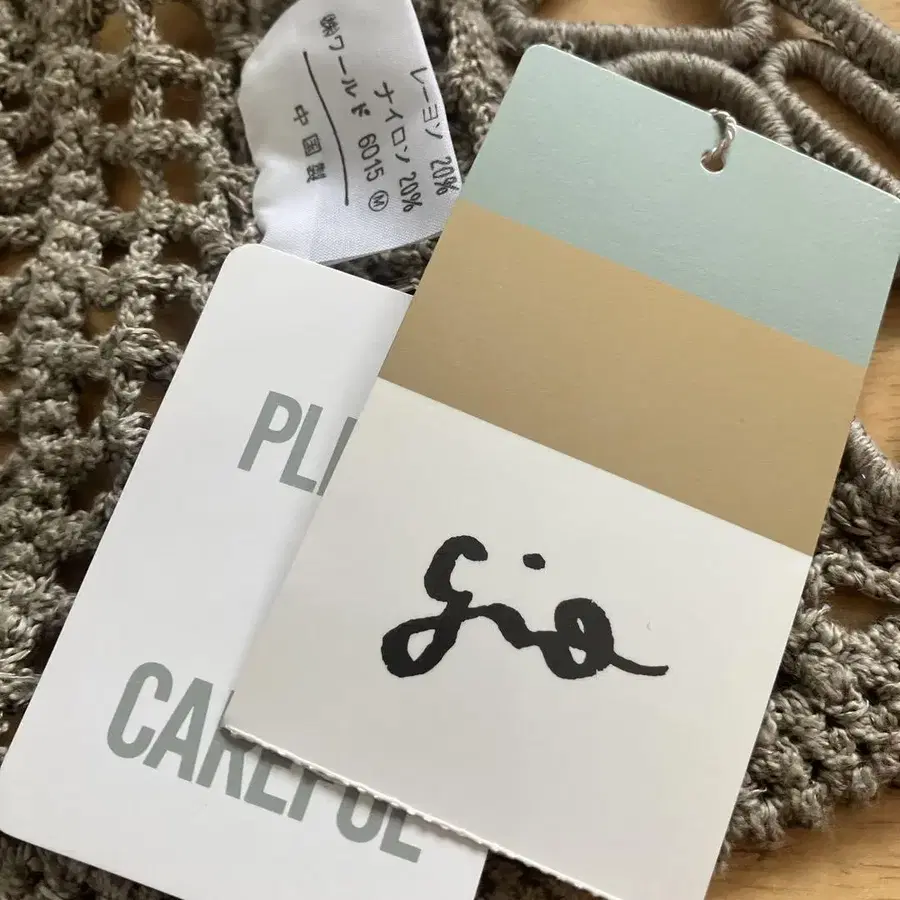 レーヨン 20%
ナイロン 20%
㈱ワールド 6015 Ⓜ
中国製
CAREFUL
gio